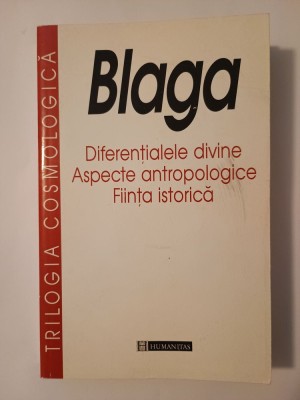 TRILOGIA COSMOLOGICĂ
Blaga
Diferențialele divine
Aspecte antropologice
Ființa istorică
HUMANITAS